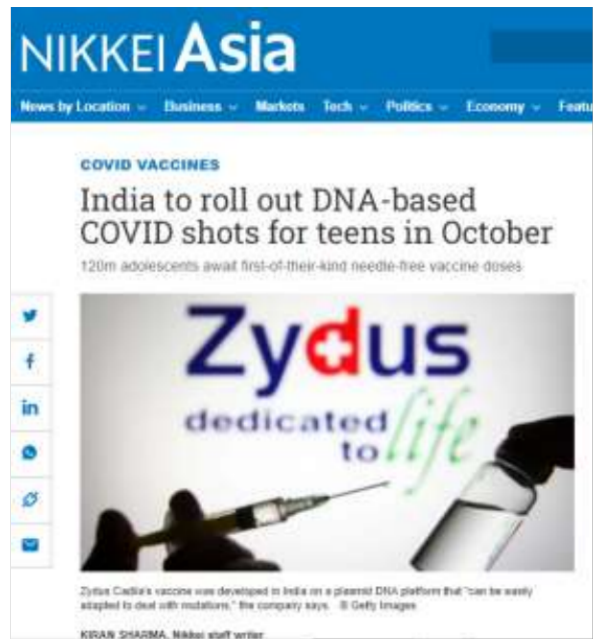 NIKKEI Asia
News by Location Business Markets Tech Politics Economy Featu
COVID VACCINES
India to roll out DNA-based
COVID shots for teens in October
120m adolescents await first-of-their-kind needle-free vaccine doses
Zydus
dedicated
to life
in
Zydus Cadila's vaccine was developed in India on a plasmid DNA platform that "can be easily
adapted to deal with mutations," the company says. © Getty Images
KIRAN SHARMA, Nikkei staff writer